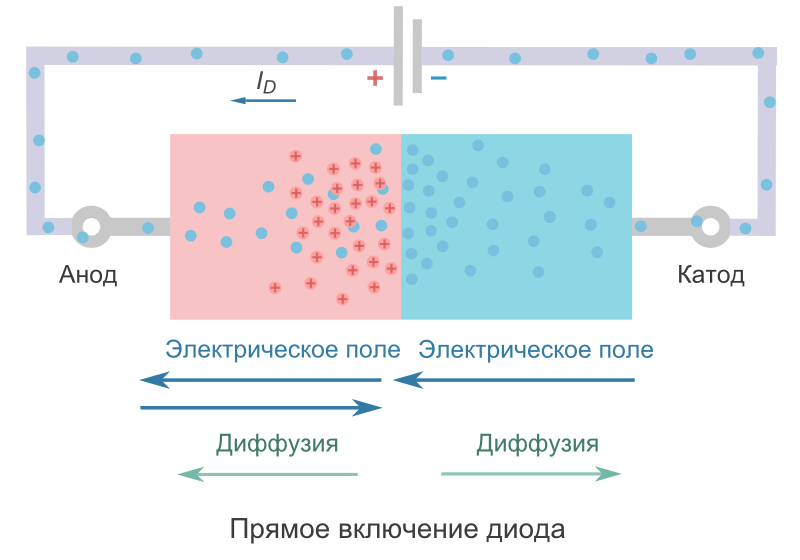 + −
I_D
Анод
Катод
Электрическое поле Электрическое поле
Диффузия Диффузия
Прямое включение диода